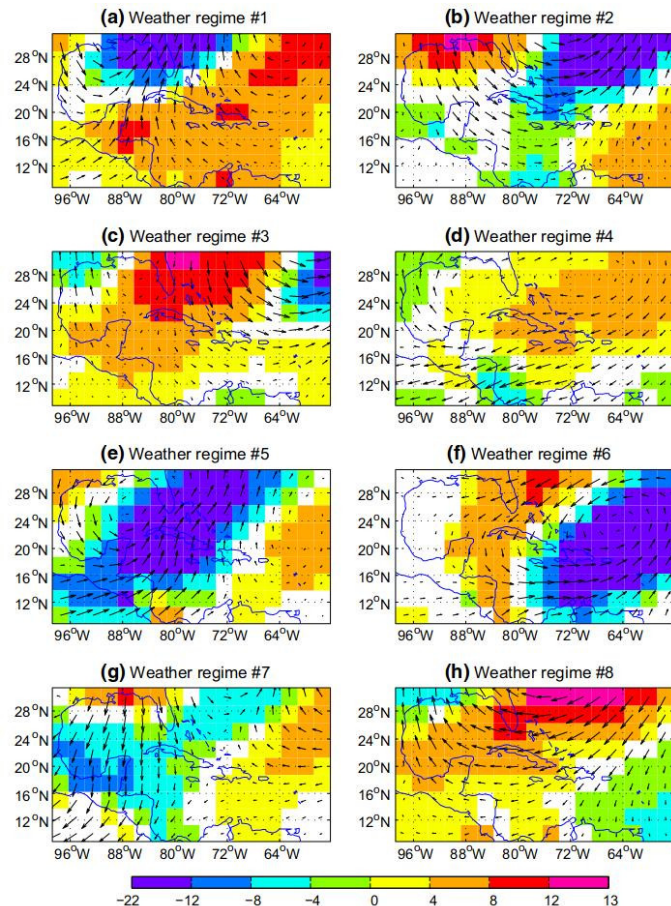 (a) Weather regime #1
28°N
24°N
20°N
16°N
12°N
96°W 88°W 80°W 72°W 64°W
(b) Weather regime #2
28°N
24°N
20°N
16°N
12°N
96°W 88°W 80°W 72°W 64°W
(c) Weather regime #3
28°N
24°N
20°N
16°N
12°N
96°W 88°W 80°W 72°W 64°W
(d) Weather regime #4
28°N
24°N
20°N
16°N
12°N
96°W 88°W 80°W 72°W 64°W
(e) Weather regime #5
28°N
24°N
20°N
16°N
12°N
96°W 88°W 80°W 72°W 64°W
(f) Weather regime #6
28°N
24°N
20°N
16°N
12°N
96°W 88°W 80°W 72°W 64°W
(g) Weather regime #7
28°N
24°N
20°N
16°N
12°N
96°W 88°W 80°W 72°W 64°W
(h) Weather regime #8
28°N
24°N
20°N
16°N
12°N
96°W 88°W 80°W 72°W 64°W
−22 −12 −8 −4 0 4 8 12 13